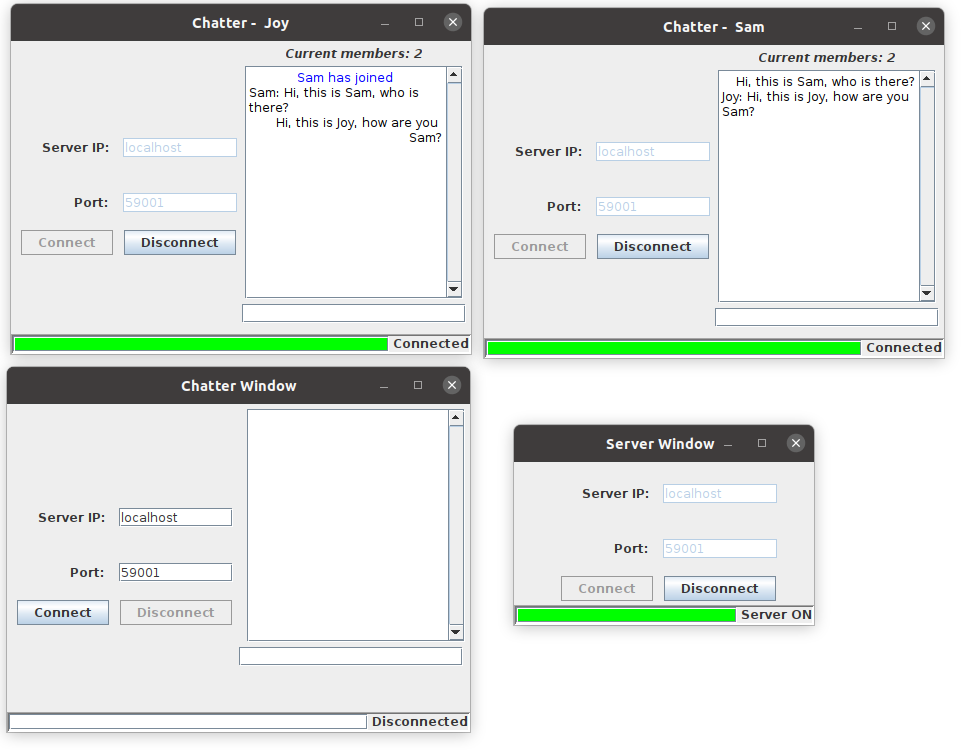 Chatter - Joy
Current members: 2
Sam has joined
Sam: Hi, this is Sam, who is
there?
Hi, this is Joy, how are you
Sam?
Server IP:
localhost
Port:
59001
Connect
Disconnect
Connected
Chatter - Sam
Current members: 2
Hi, this is Sam, who is there?
Joy: Hi, this is Joy, how are you
Sam?
Server IP:
localhost
Port:
59001
Connect
Disconnect
Connected
Chatter Window
Server IP:
localhost
Port:
59001
Connect
Disconnect
Disconnected
Server Window
Server IP:
localhost
Port:
59001
Connect
Disconnect
Server ON